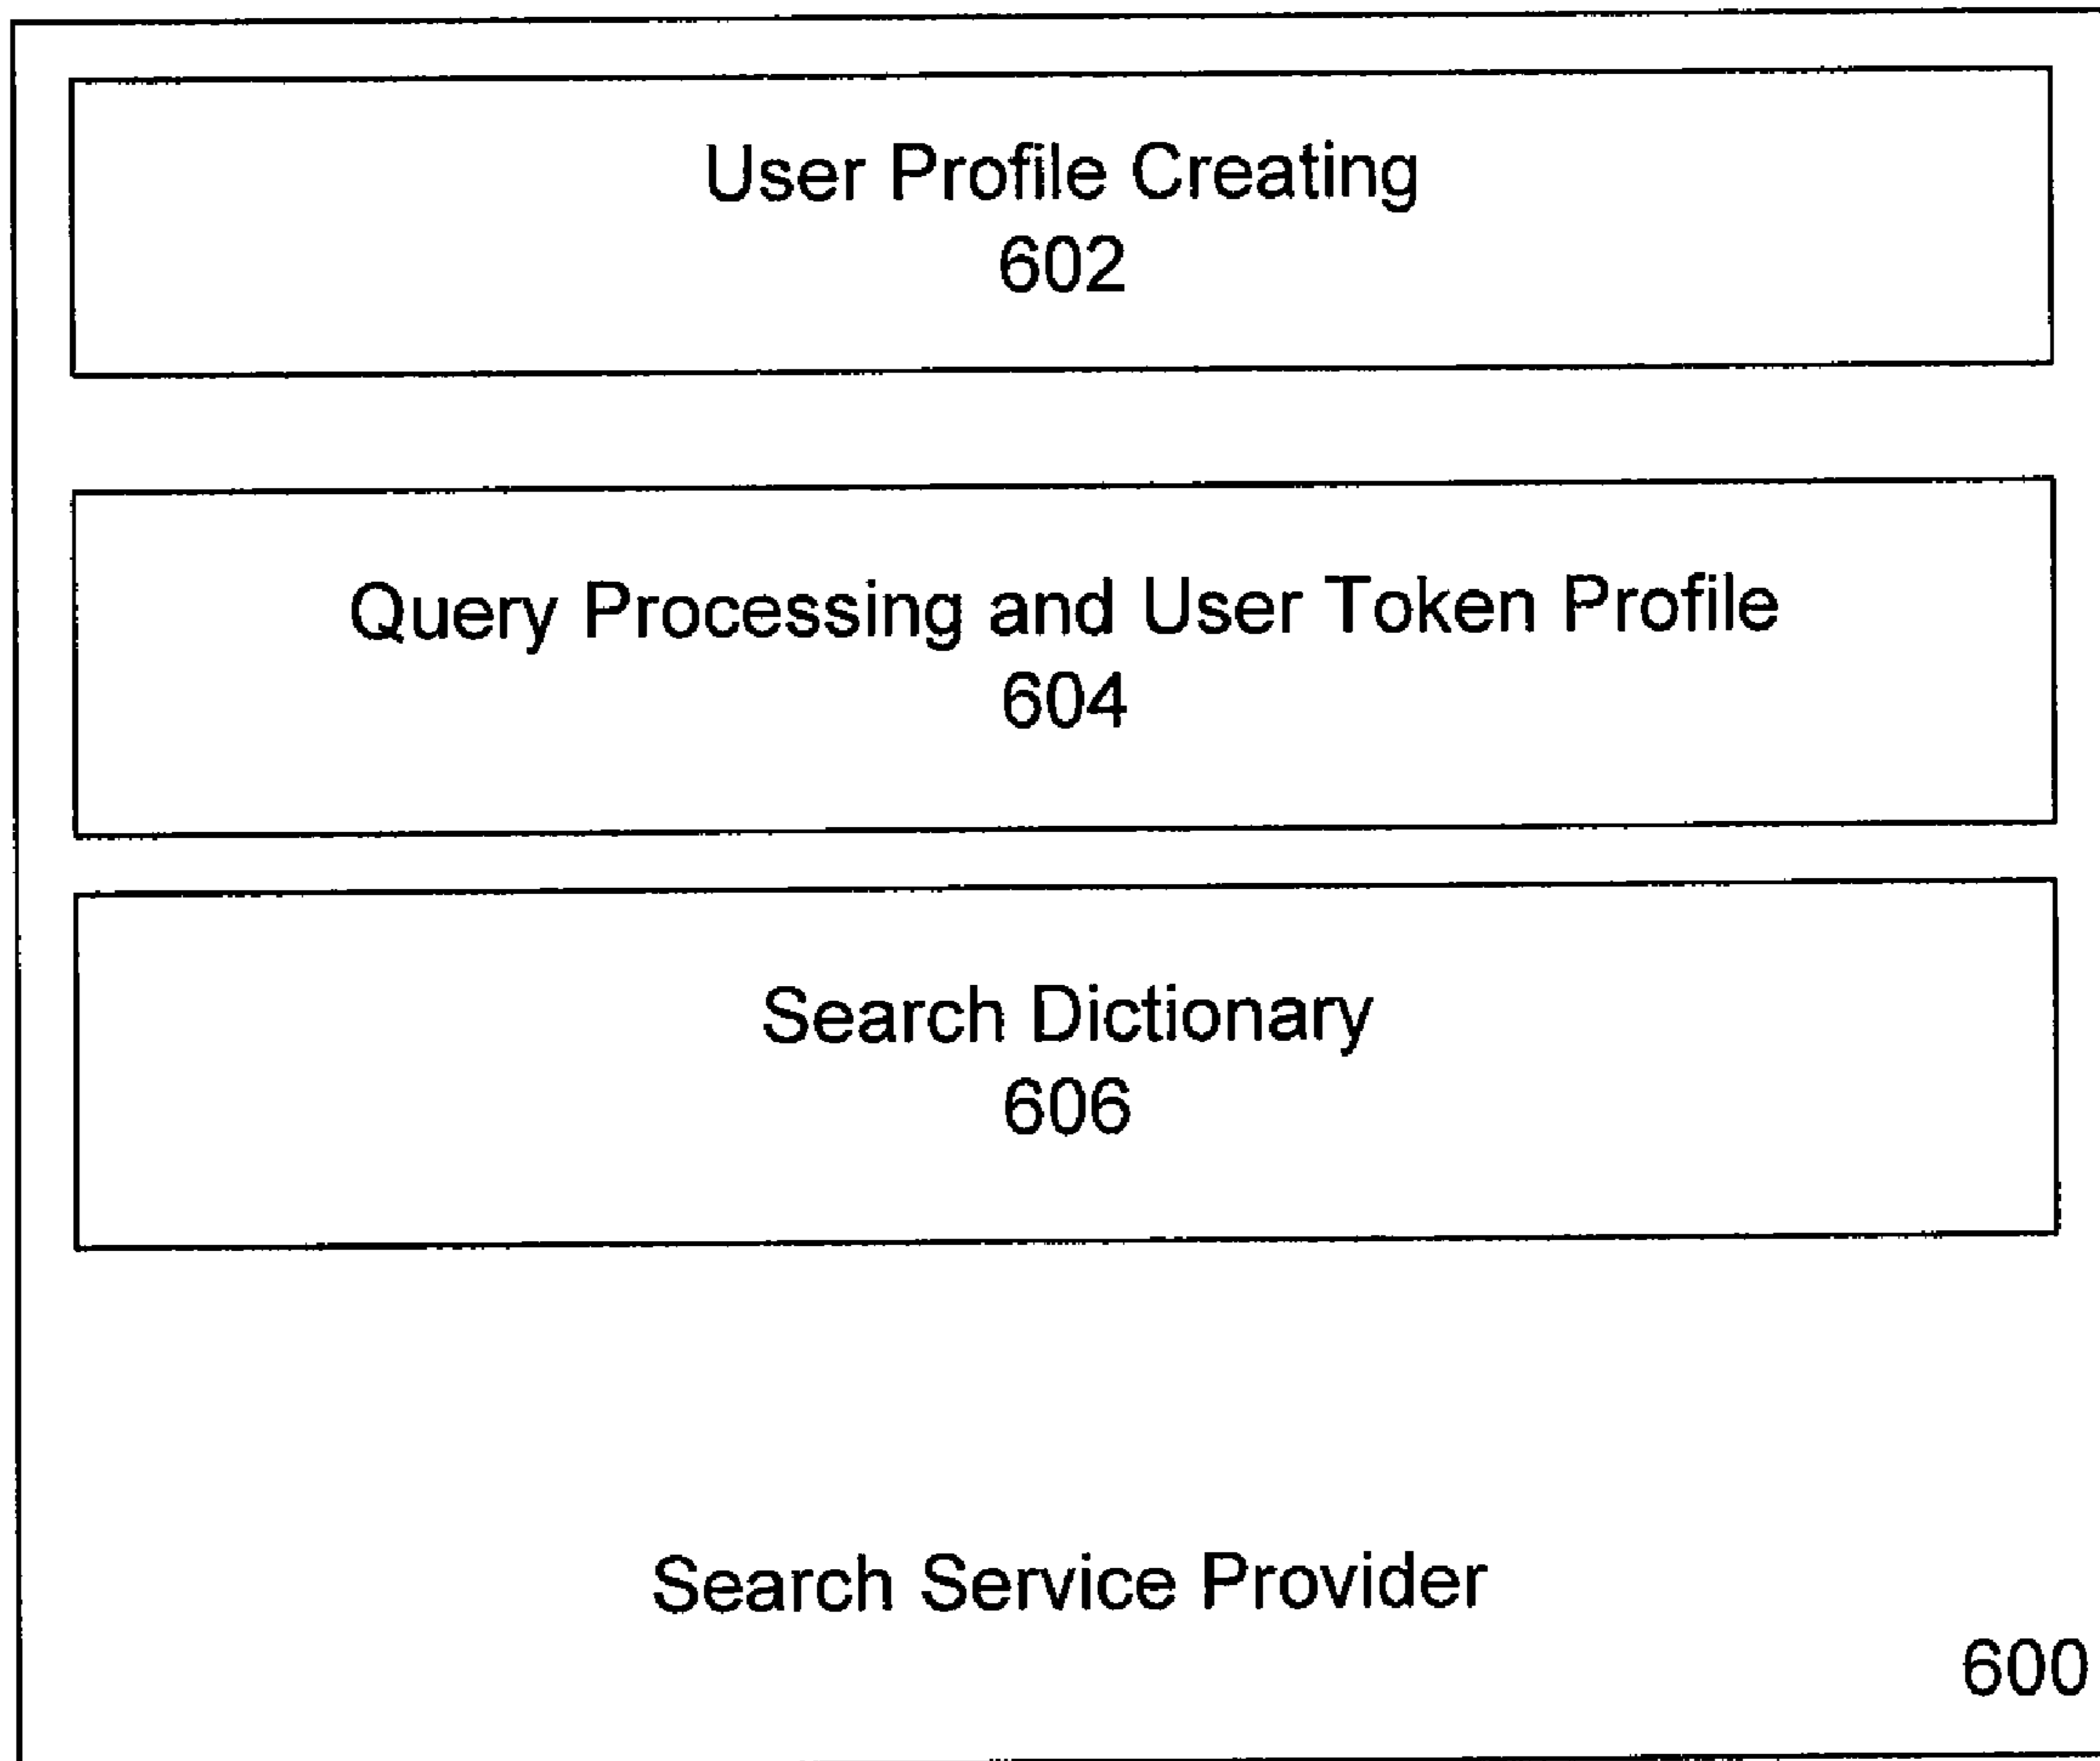 User Profile Creating
602
Query Processing and User Token Profile
604
Search Dictionary
606
Search Service Provider
600